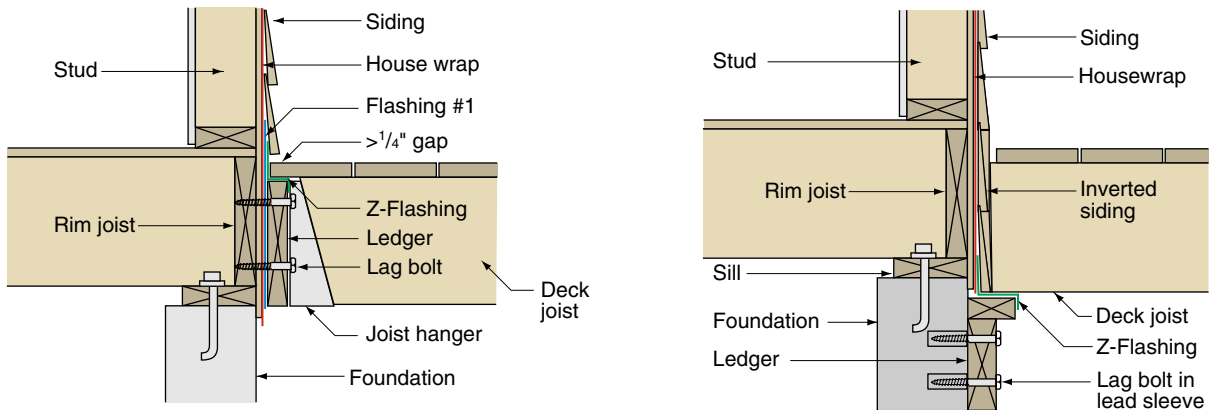 Siding
Stud
House wrap
Flashing #1
>1/4" gap
Rim joist
Z-Flashing
Ledger
Lag bolt
Deck
joist
Joist hanger
Foundation
Siding
Stud
Housewrap
Rim joist
Inverted
siding
Sill
Deck joist
Foundation
Z-Flashing
Ledger
Lag bolt in
lead sleeve